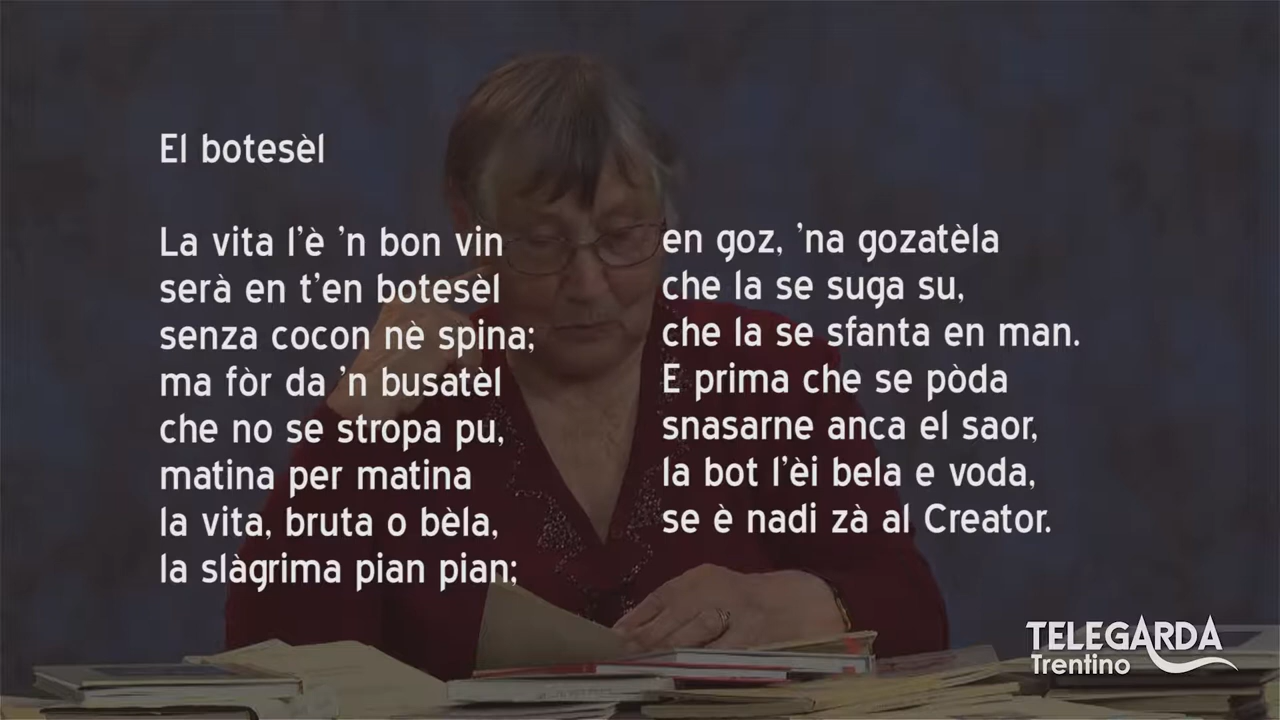 El botesèl
La vita l'è 'n bon vin
serà en t'en botesèl
senza cocon nè spina;
ma fòr da 'n busatèl
che no se stropa pu,
matina per matina
la vita, bruta o bèla,
la slàgrima pian pian;
en goz, 'na gozatèla
che la se suga su,
che la se sfanta en man.
E prima che se pòda
snasarne anca el saor,
la bot l'èi bela e voda,
se è nadi zà al Creator.
TELEGARDA
Trentino